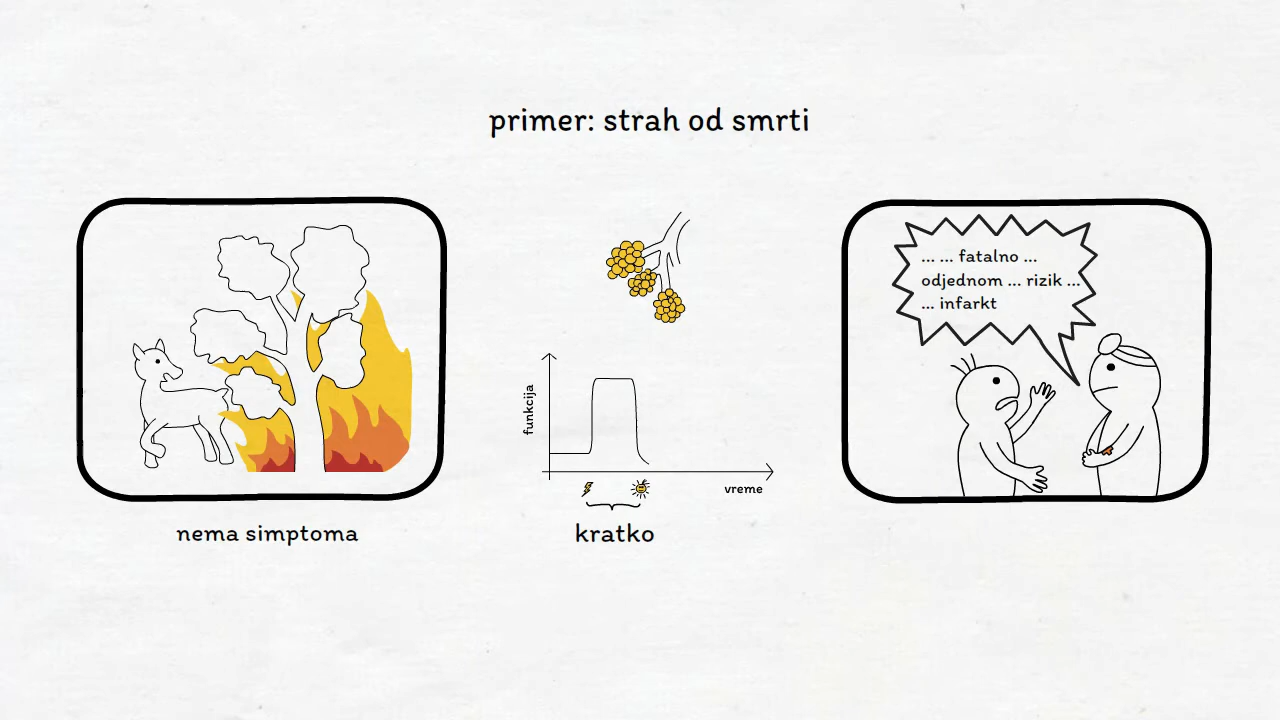 primer: strah od smrti
... ... fatalno ...
odjednom ... rizik ...
... infarkt
funkcija
vreme
nema simptoma
kratko